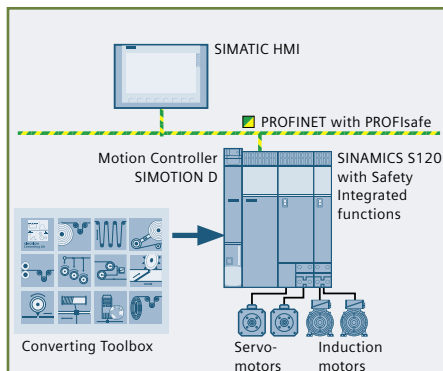 SIMATIC HMI
PROFINET with PROFIsafe
Motion Controller
SIMOTION D
SINAMICS S120
with Safety
Integrated
functions
Converting Toolbox
Servo-
motors
Induction
motors